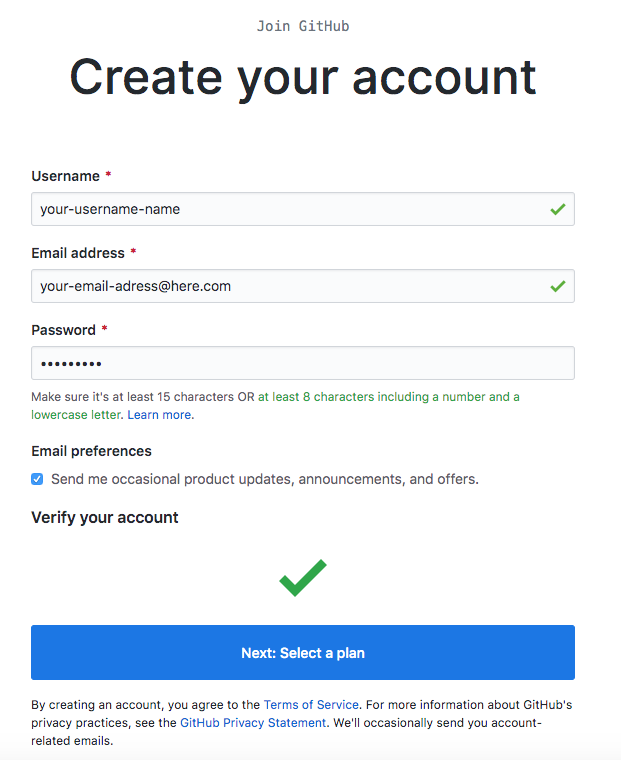 Join GitHub
Create your account
Username *
your-username-name
Email address *
your-email-adress@here.com
Password *
•••••••••
Make sure it's at least 15 characters OR at least 8 characters including a number and a
lowercase letter. Learn more.
Email preferences
Send me occasional product updates, announcements, and offers.
Verify your account
Next: Select a plan
By creating an account, you agree to the Terms of Service. For more information about GitHub's
privacy practices, see the GitHub Privacy Statement. We'll occasionally send you account-
related emails.